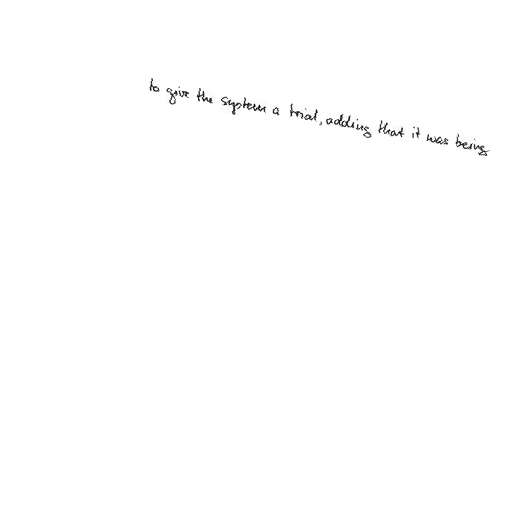 to give the system a trial, adding that it was being